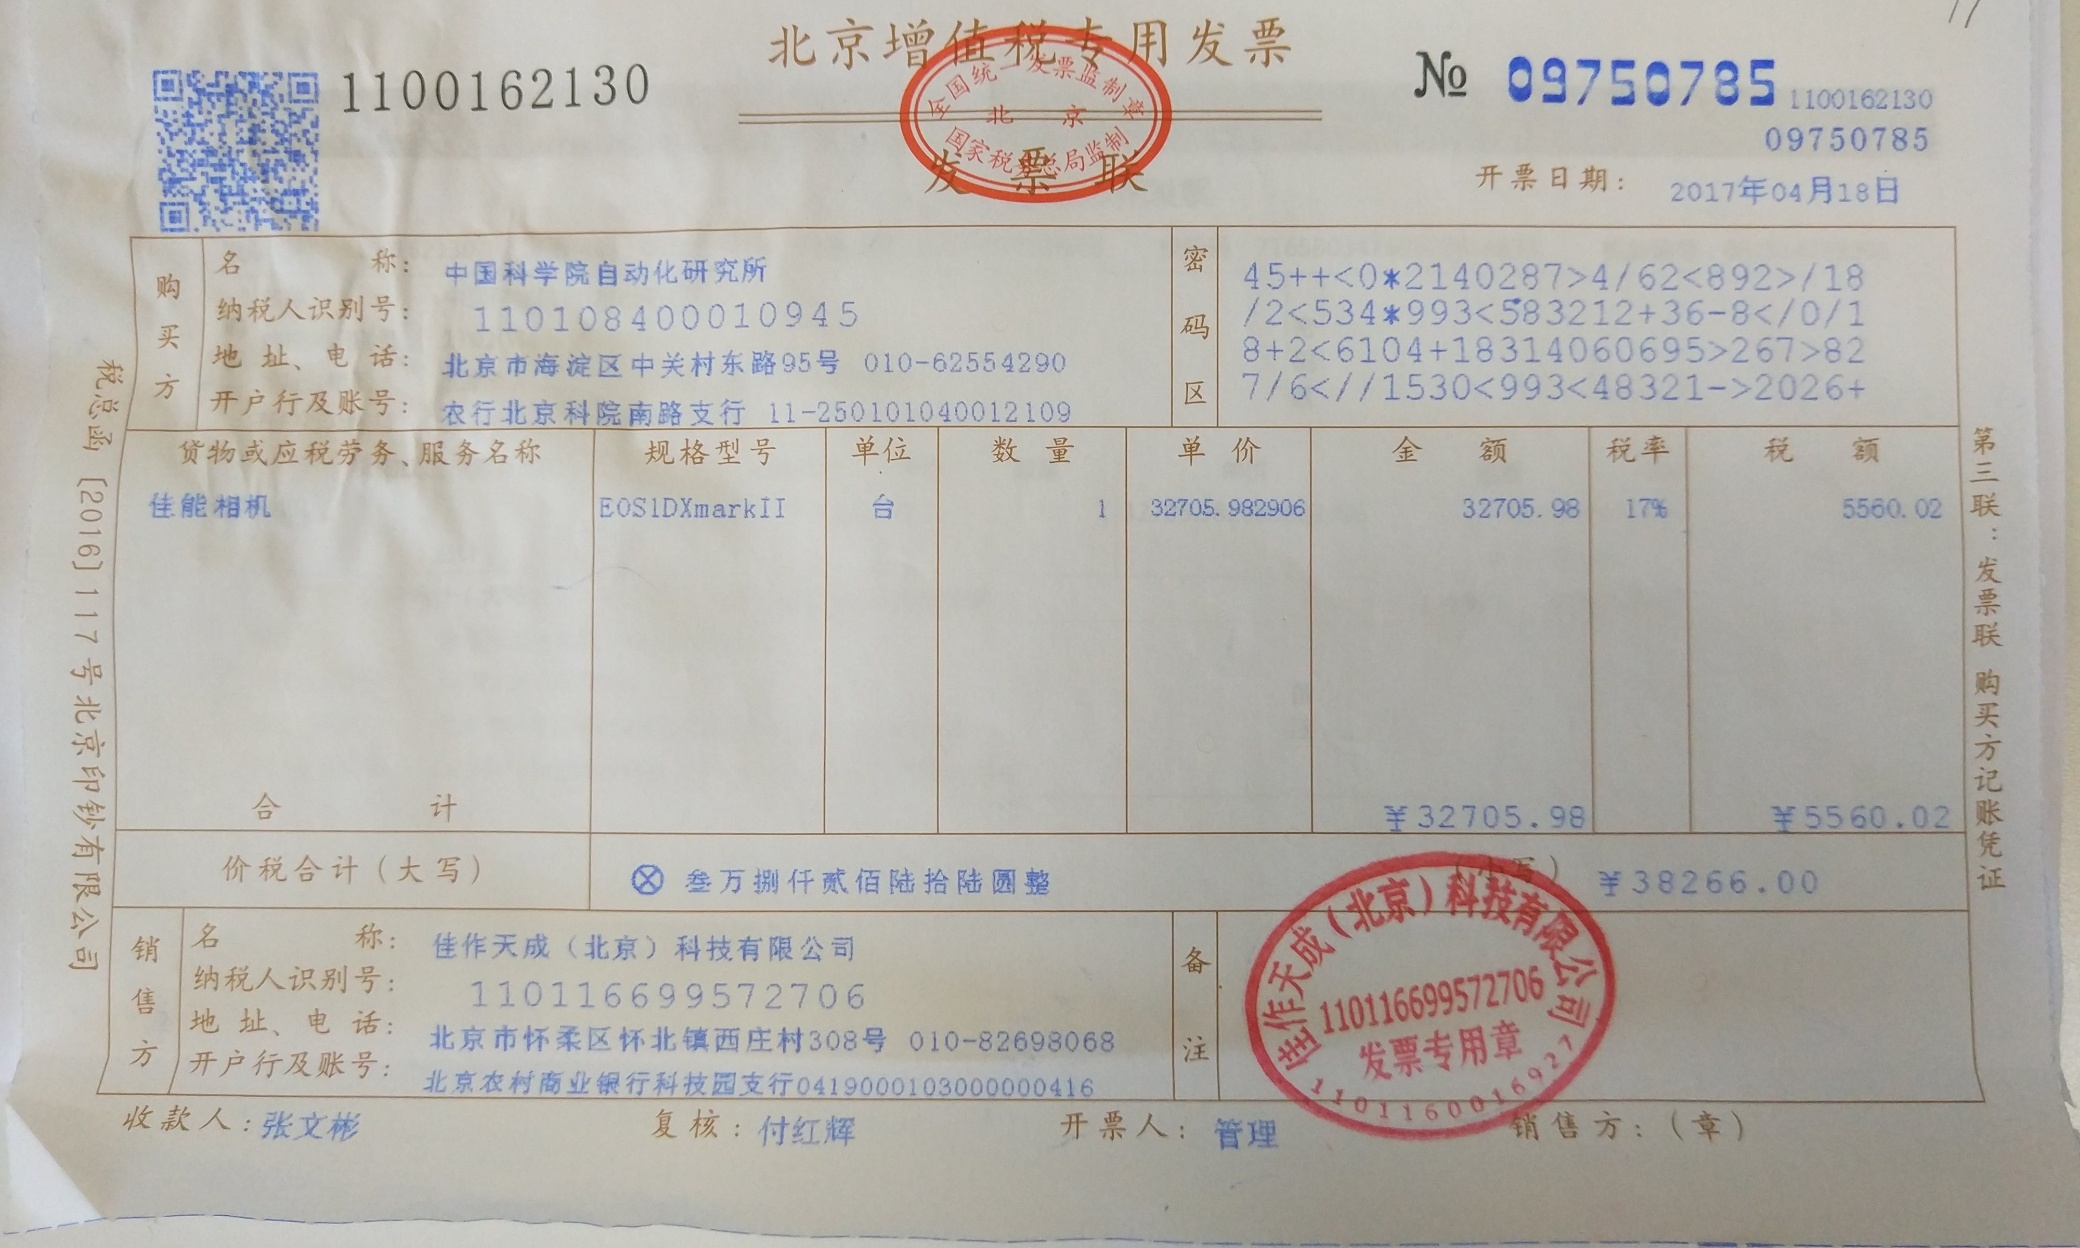 北京增值税专用发票
1100162130
№ 09750785
1100162130
09750785
全国统一发票监制章
北京
国家税务总局监制
发票联
开票日期: 2017年04月18日
购买方
名称: 中国科学院自动化研究所
纳税人识别号: 110108400010945
地址、电话: 北京市海淀区中关村东路95号 010-62554290
开户行及账号: 农行北京科院南路支行 11-250101040012109
密码区
45++<0*2140287>4/62<892>/18
/2<534*993<583212+36-8</0/1
8+2<6104+18314060695>267>82
7/6<//1530<993<48321->2026+
货物或应税劳务、服务名称 规格型号 单位 数量 单价 金额 税率 税额
佳能相机 EOS1DXmarkII 台 1 32705.982906 32705.98 17% 5560.02
合计 ¥32705.98 ¥5560.02
价税合计(大写) ⊗ 叁万捌仟贰佰陆拾陆圆整 (小写) ¥38266.00
销售方
名称: 佳作天成（北京）科技有限公司
纳税人识别号: 110116699572706
地址、电话: 北京市怀柔区怀北镇西庄村308号 010-82698068
开户行及账号: 北京农村商业银行科技园支行0419000103000000416
备注
佳作天成（北京）科技有限公司
110116699572706
发票专用章
1101160016927
收款人: 张文彬 复核: 付红辉 开票人: 管理 销售方:(章)
税总函[2016]117号北京印钞有限公司
第三联:发票联 购买方记账凭证